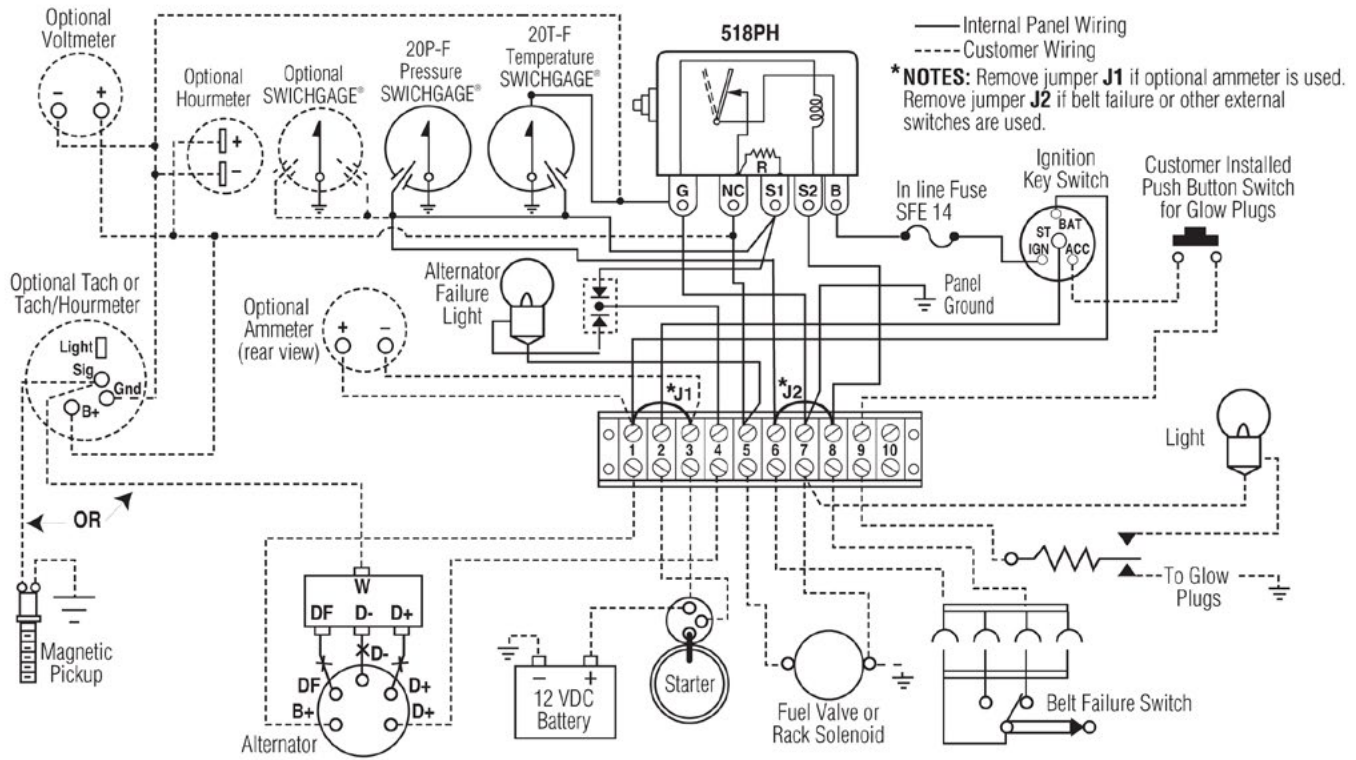 Optional
Voltmeter
- +
Optional
Hourmeter
+
-
Optional
SWICHGAGE®
20P-F
Pressure
SWICHGAGE®
20T-F
Temperature
SWICHGAGE®
518PH
R
G NC S1 S2 B
Internal Panel Wiring
Customer Wiring
*NOTES: Remove jumper J1 if optional ammeter is used.
Remove jumper J2 if belt failure or other external
switches are used.
In line Fuse
SFE 14
Ignition
Key Switch
ST BAT
IGN ACC
Customer Installed
Push Button Switch
for Glow Plugs
Panel
Ground
Alternator
Failure
Light
Optional
Ammeter
(rear view)
+ -
Optional Tach or
Tach/Hourmeter
Light
Sig
Gnd
B+
*J1
*J2
1 2 3 4 5 6 7 8 9 10
Light
OR
W
DF D- D+
D-
DF D+
B+ D+
Alternator
Magnetic
Pickup
- +
12 VDC
Battery
Starter
Fuel Valve or
Rack Solenoid
To Glow
Plugs
Belt Failure Switch